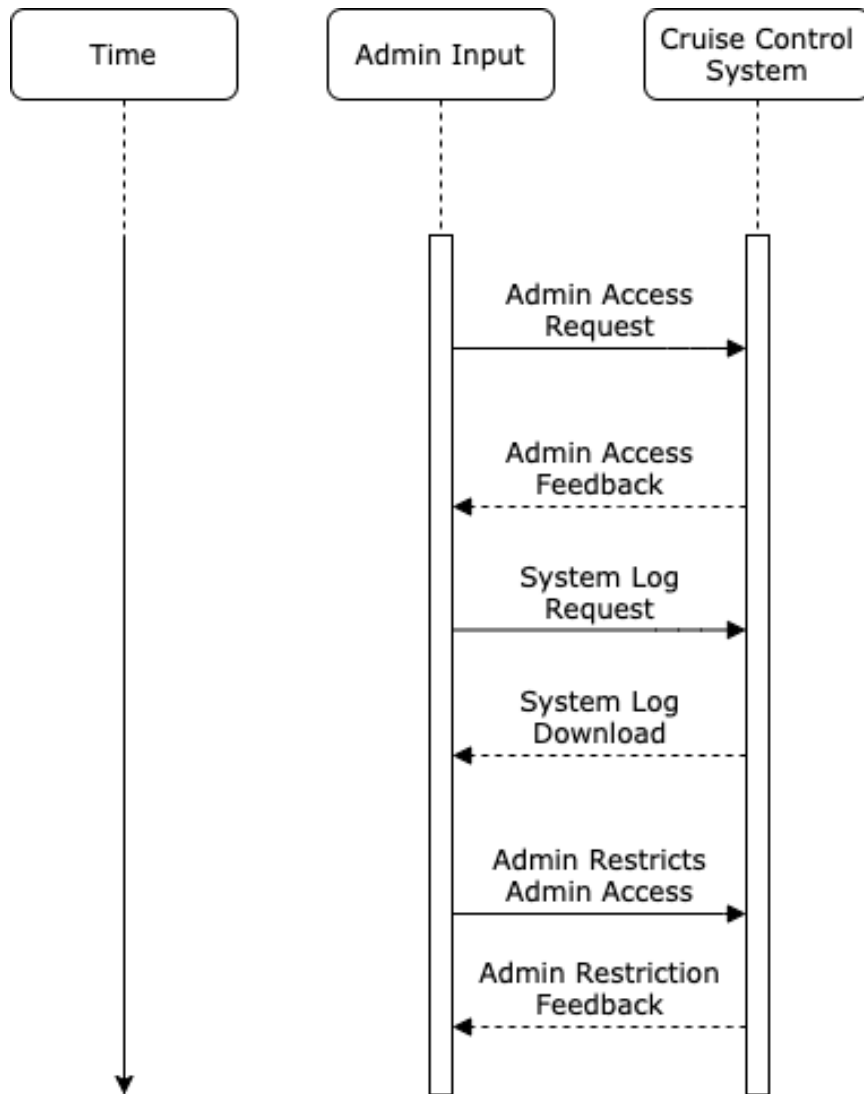 Time
Admin Input
Cruise Control
System
Admin Access
Request
Admin Access
Feedback
System Log
Request
System Log
Download
Admin Restricts
Admin Access
Admin Restriction
Feedback